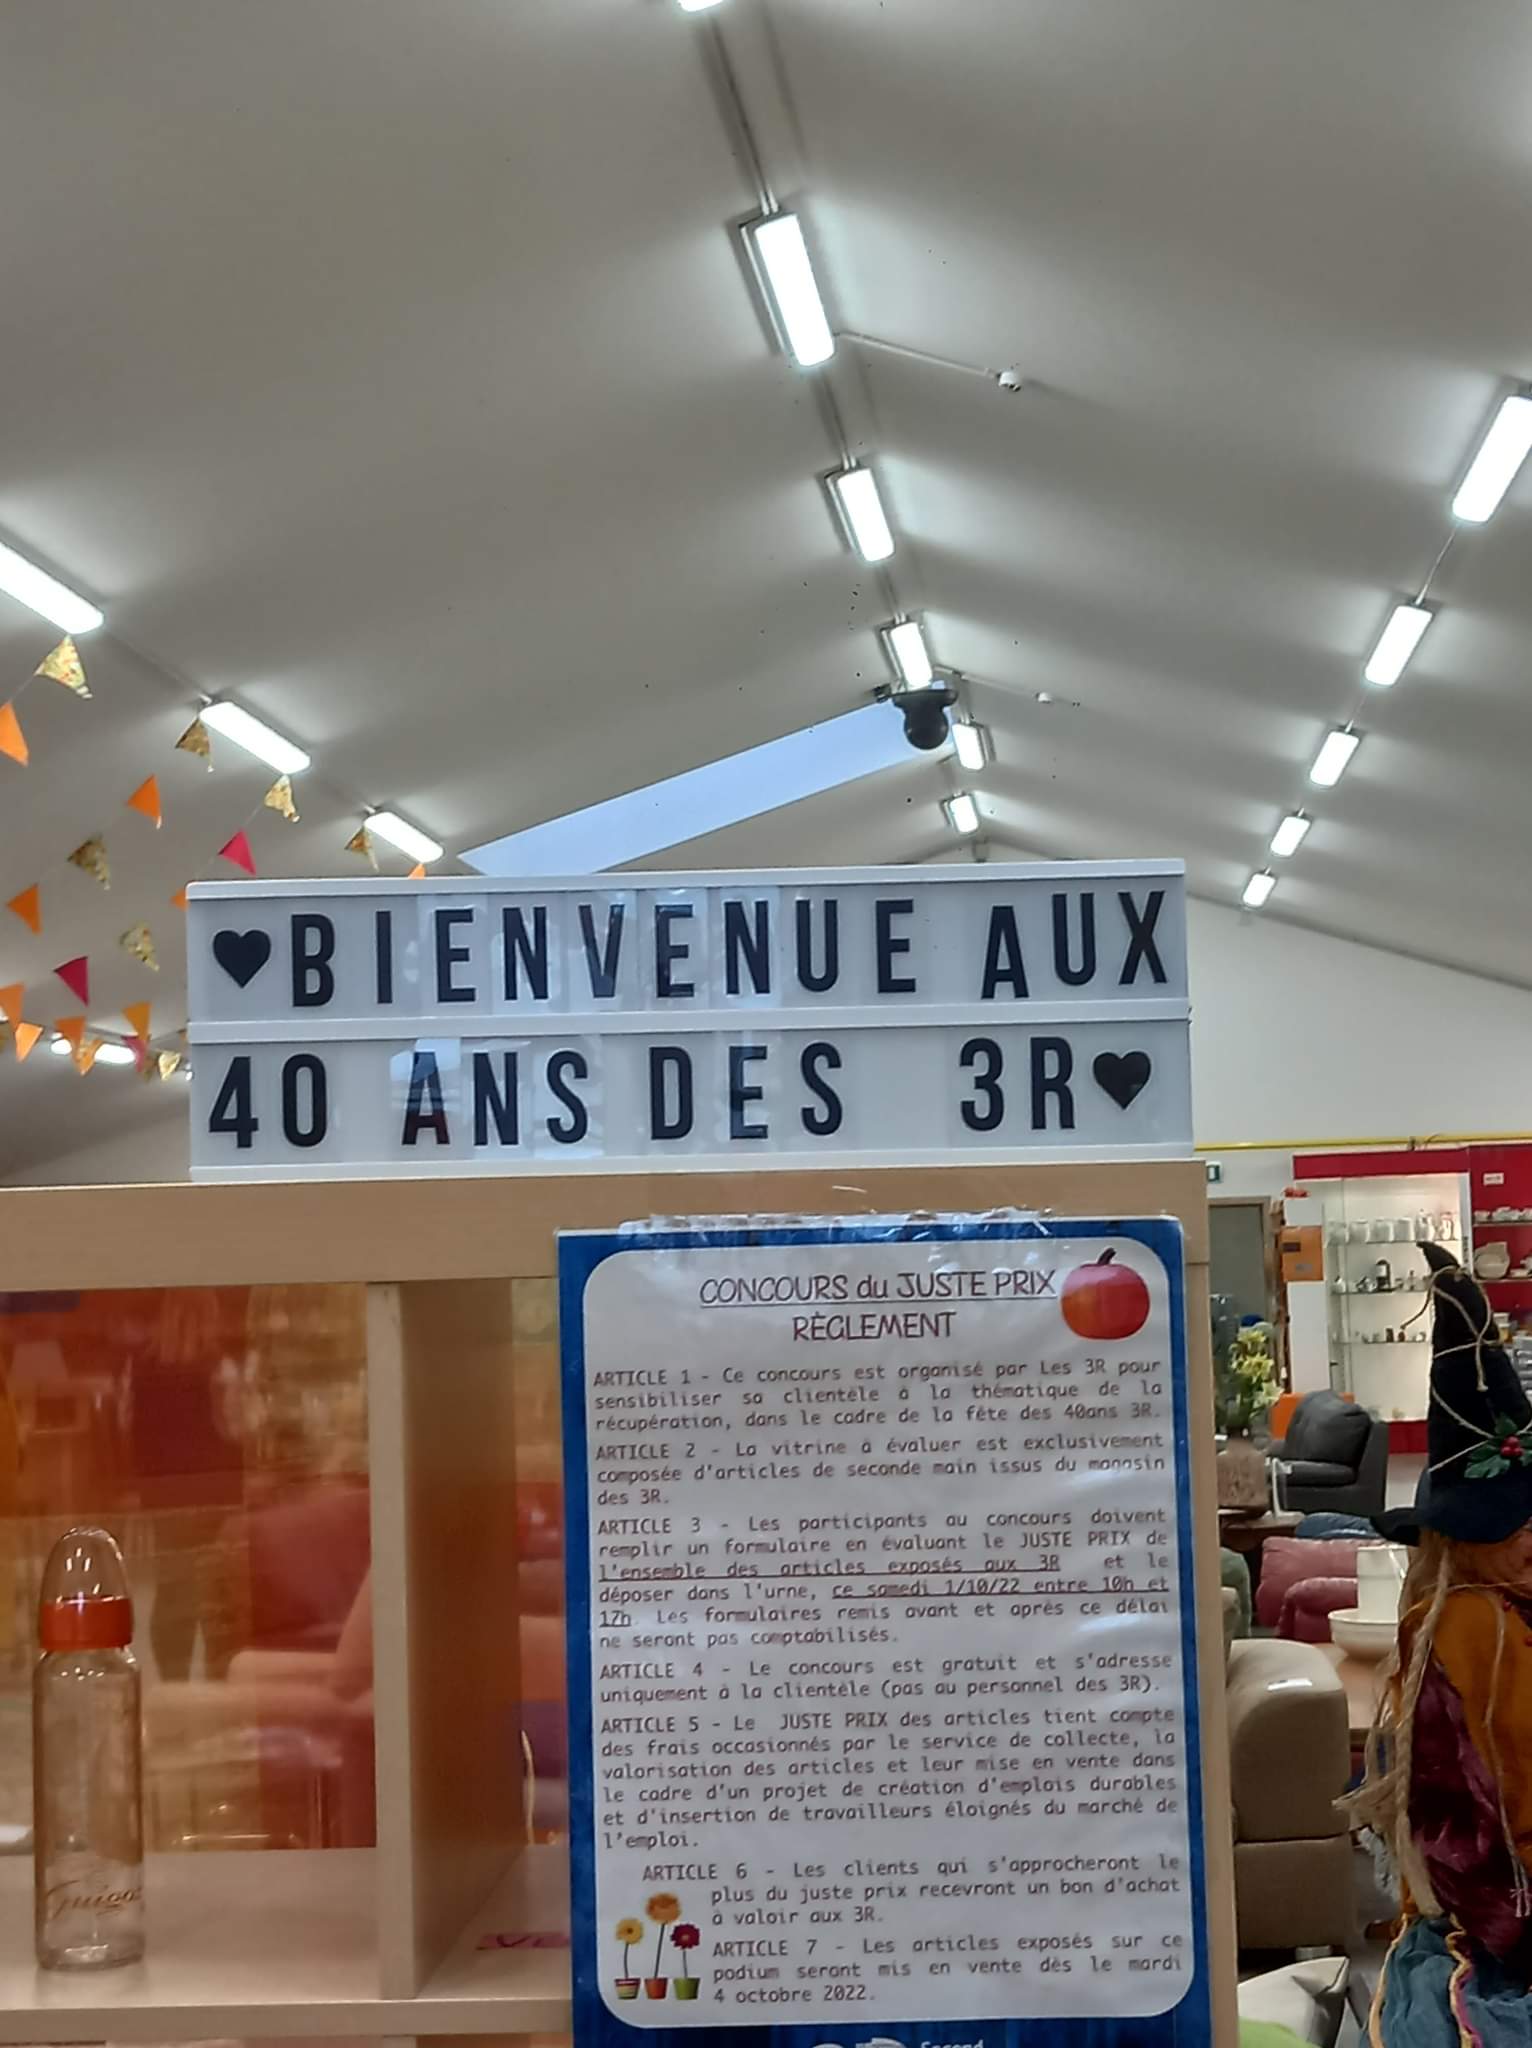 ♥BIENVENUE AUX
40 ANS DES 3R♥
CONCOURS du JUSTE PRIX
RÈGLEMENT
ARTICLE 1 - Ce concours est organisé par Les 3R pour
sensibiliser sa clientèle à la thématique de la
récupération, dans le cadre de la fête des 40ans 3R.
ARTICLE 2 - La vitrine à évaluer est exclusivement
composée d'articles de seconde main issus du magasin
des 3R.
ARTICLE 3 - Les participants au concours doivent
remplir un formulaire en évaluant le JUSTE PRIX de
l'ensemble des articles exposés aux 3R et le
déposer dans l'urne, ce samedi 1/10/22 entre 10h et
17h. Les formulaires remis avant et après ce délai
ne seront pas comptabilisés.
ARTICLE 4 - Le concours est gratuit et s'adresse
uniquement à la clientèle (pas au personnel des 3R).
ARTICLE 5 - Le JUSTE PRIX des articles tient compte
des frais occasionnés par le service de collecte, la
valorisation des articles et leur mise en vente dans
le cadre d'un projet de création d'emplois durables
et d'insertion de travailleurs éloignés du marché de
l'emploi.
ARTICLE 6 - Les clients qui s'approcheront le
plus du juste prix recevront un bon d'achat
à valoir aux 3R.
ARTICLE 7 - Les articles exposés sur ce
podium seront mis en vente dès le mardi
4 octobre 2022.
Second
Guigoz